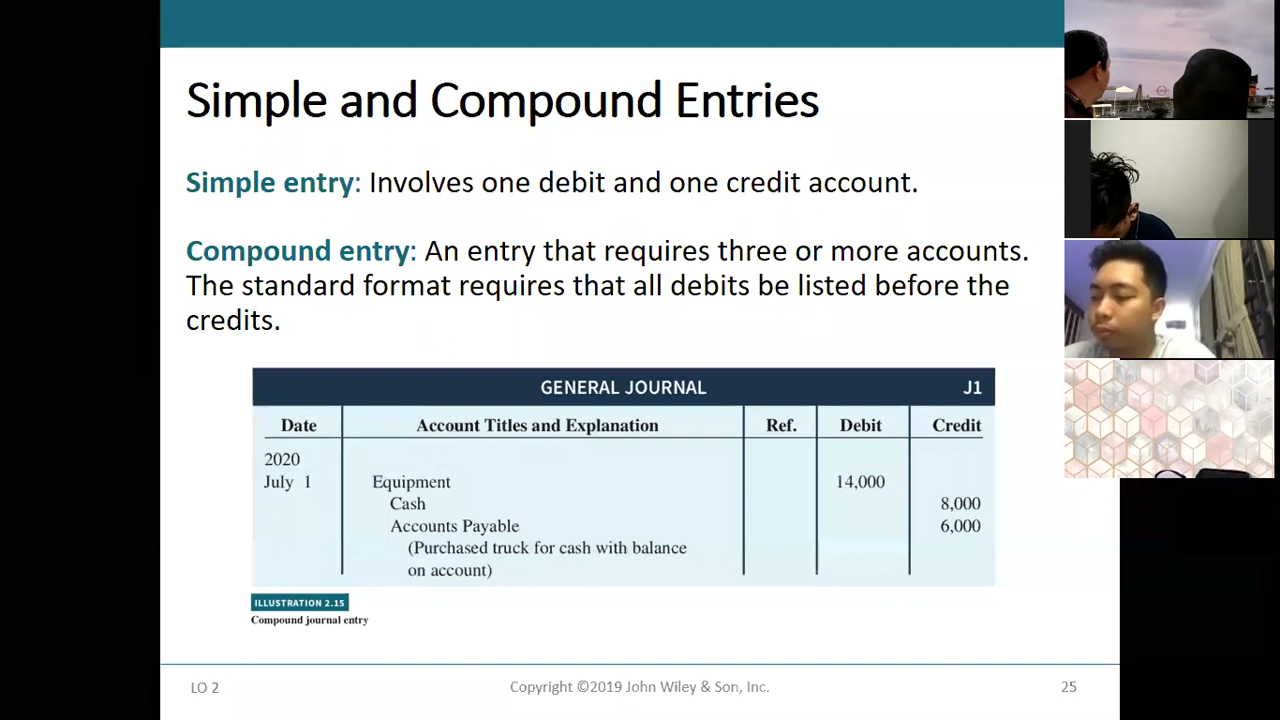 Simple and Compound Entries
Simple entry: Involves one debit and one credit account.
Compound entry: An entry that requires three or more accounts.
The standard format requires that all debits be listed before the
credits.
GENERAL JOURNAL J1
Date Account Titles and Explanation Ref. Debit Credit
2020
July 1 Equipment 14,000
Cash 8,000
Accounts Payable 6,000
(Purchased truck for cash with balance
on account)
ILLUSTRATION 2.15
Compound journal entry
LO 2 Copyright ©2019 John Wiley & Son, Inc. 25